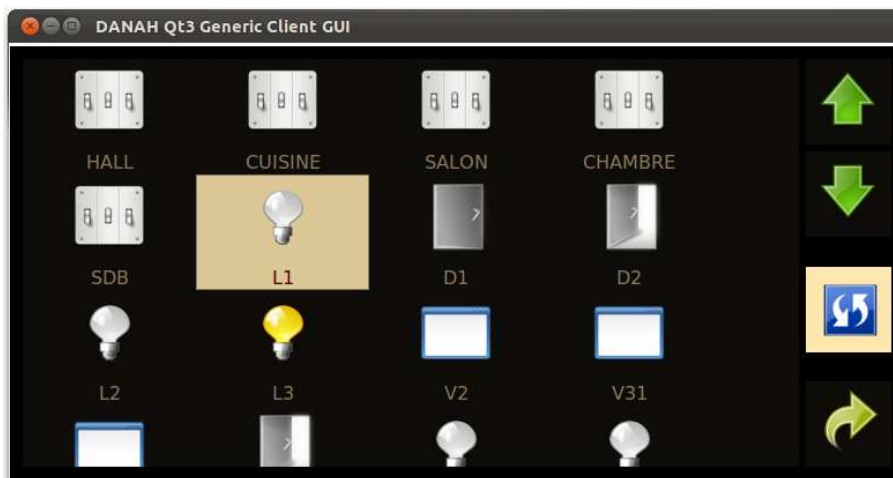 DANAH Qt3 Generic Client GUI
HALL CUISINE SALON CHAMBRE
SDB L1 D1 D2
L2 L3 V2 V31